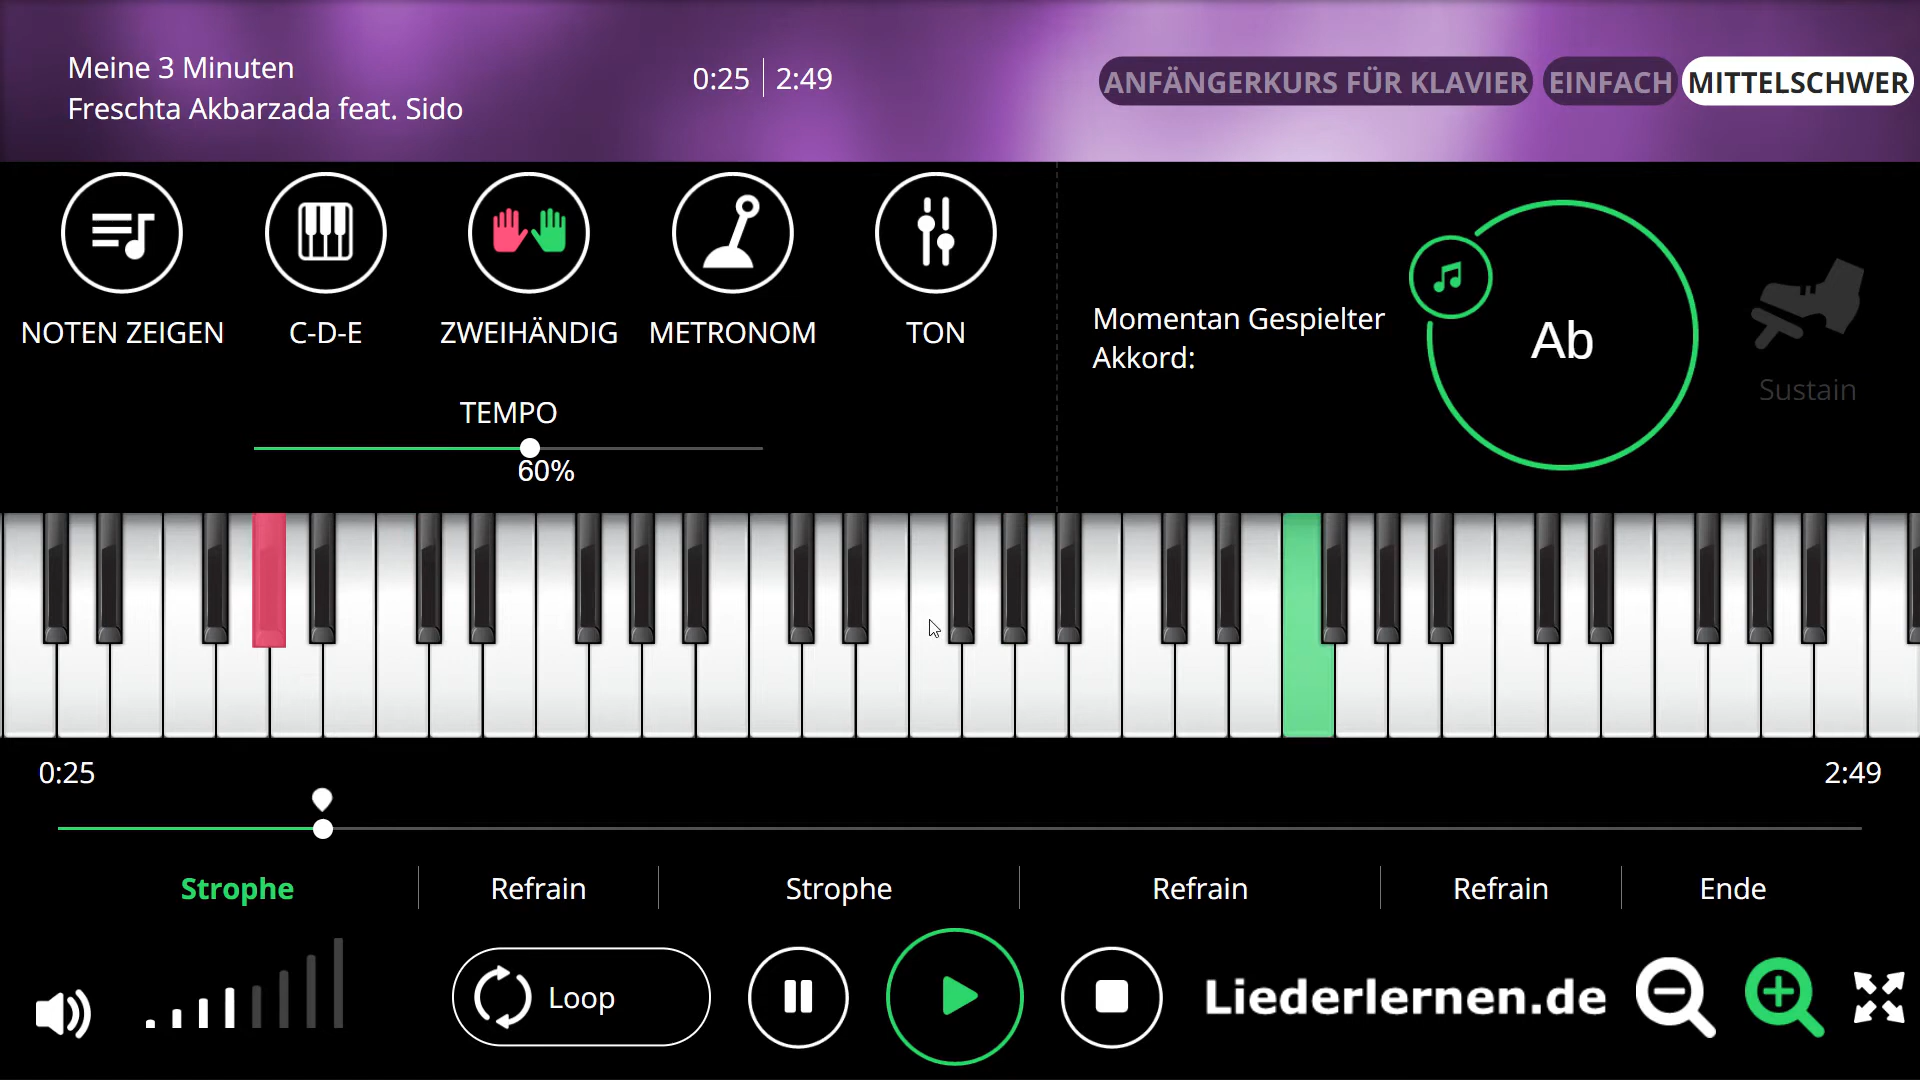 Meine 3 Minuten
Freschta Akbarzada feat. Sido
0:25 2:49
ANFÄNGERKURS FÜR KLAVIER EINFACH MITTELSCHWER
NOTEN ZEIGEN C-D-E ZWEIHÄNDIG METRONOM TON
Momentan Gespielter
Akkord:
Ab
Sustain
TEMPO
60%
0:25 2:49
Strophe Refrain Strophe Refrain Refrain Ende
Loop
Liederlernen.de